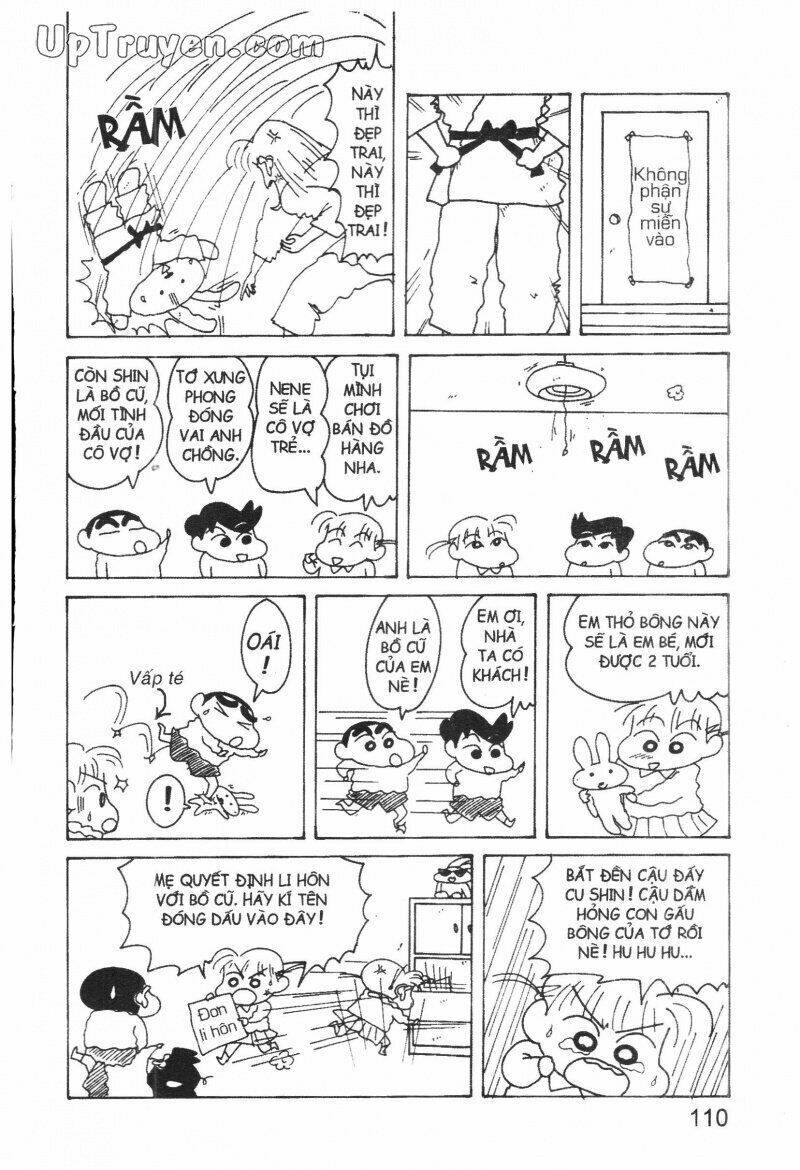 UpTruyen.com
Không
phận
sự
miễn
vào
NÀY
THÌ
ĐẸP
TRAI,
NÀY
THÌ
ĐẸP
TRAI!
RẦM
RẦM
RẦM
RẦM
TỤI
MÌNH
CHƠI
BÁN ĐỒ
HÀNG
NHA.
NENE
SẼ LÀ
CÔ VỢ
TRẺ...
TỚ XUNG
PHONG
ĐÓNG
VAI ANH
CHỒNG.
CÒN SHIN
LÀ BỒ CŨ,
MỐI TÌNH
ĐẦU CỦA
CÔ VỢ!
EM THỎ BÔNG NÀY
SẼ LÀ EM BÉ, MỚI
ĐƯỢC 2 TUỔI.
EM ƠI,
NHÀ
TA CÓ
KHÁCH!
ANH LÀ
BỒ CŨ
CỦA EM
NÈ!
OÁI
!
Vấp té
!
BẮT ĐỀN CẬU ĐẤY
CU SHIN! CẬU DẪM
HỎNG CON GẤU
BÔNG CỦA TỚ RỒI
NÈ! HU HU HU...
MẸ QUYẾT ĐỊNH LI HÔN
VỚI BỒ CŨ. HÃY KÍ TÊN
ĐÓNG DẤU VÀO ĐÂY!
Đơn
li hôn
110